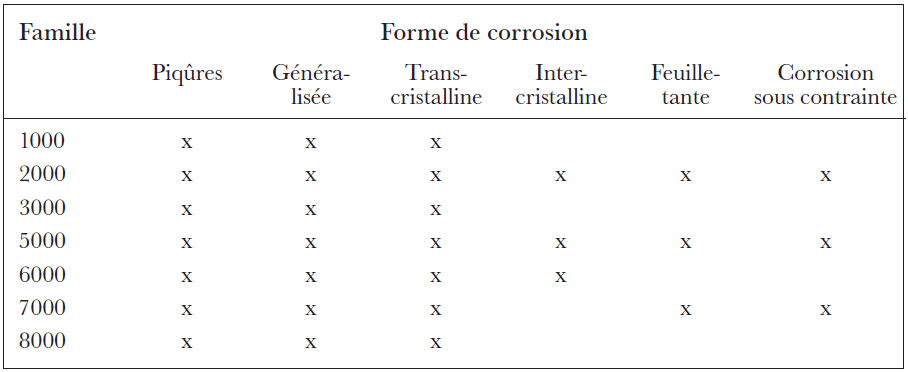 Famille Forme de corrosion
Piqûres Généra- Trans- Inter- Feuille- Corrosion
lisée cristalline cristalline tante sous contrainte
1000 x x x
2000 x x x x x x
3000 x x x
5000 x x x x x x
6000 x x x x
7000 x x x x x
8000 x x x